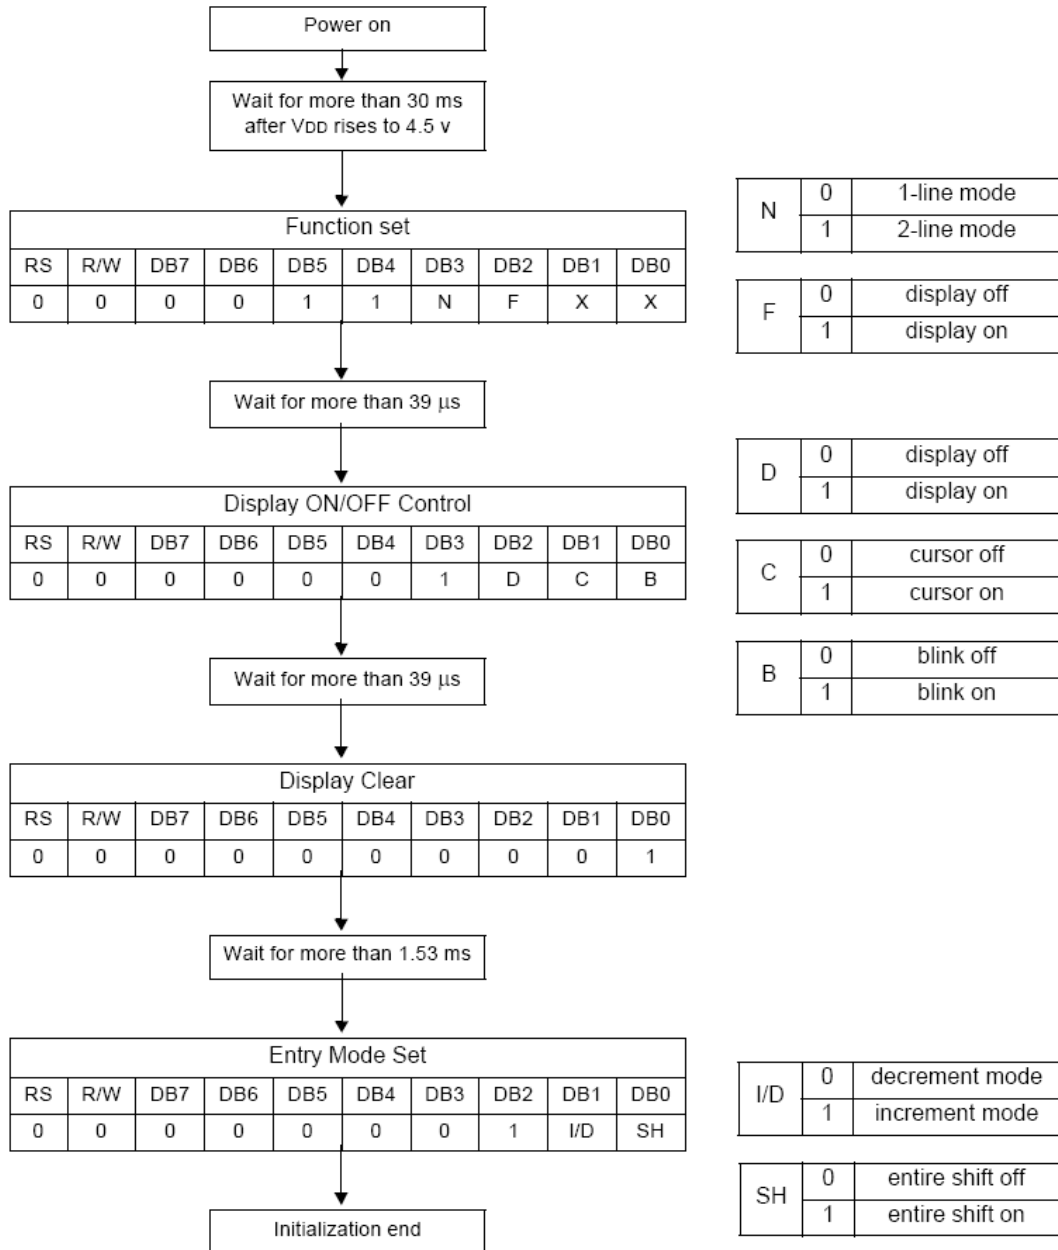 Power on
Wait for more than 30 ms
after VDD rises to 4.5 v
Function set
RS R/W DB7 DB6 DB5 DB4 DB3 DB2 DB1 DB0
0 0 0 0 1 1 N F X X
N 0 1-line mode
1 2-line mode
F 0 display off
1 display on
Wait for more than 39 μs
Display ON/OFF Control
RS R/W DB7 DB6 DB5 DB4 DB3 DB2 DB1 DB0
0 0 0 0 0 0 1 D C B
D 0 display off
1 display on
C 0 cursor off
1 cursor on
B 0 blink off
1 blink on
Wait for more than 39 μs
Display Clear
RS R/W DB7 DB6 DB5 DB4 DB3 DB2 DB1 DB0
0 0 0 0 0 0 0 0 0 1
Wait for more than 1.53 ms
Entry Mode Set
RS R/W DB7 DB6 DB5 DB4 DB3 DB2 DB1 DB0
0 0 0 0 0 0 0 1 I/D SH
I/D 0 decrement mode
1 increment mode
SH 0 entire shift off
1 entire shift on
Initialization end